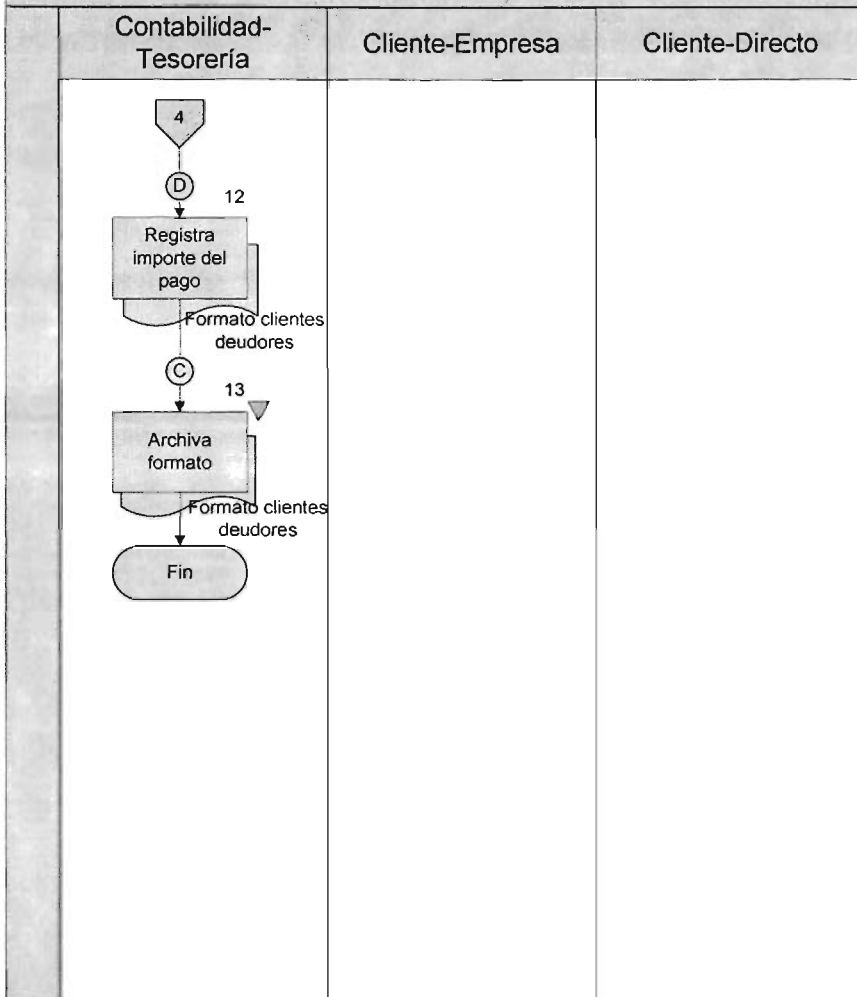 Contabilidad-
Tesorería
Cliente-Empresa
Cliente-Directo
4
D
12
Registra
importe del
pago
Formato clientes
deudores
C
13
Archiva
formato
Formato clientes
deudores
Fin